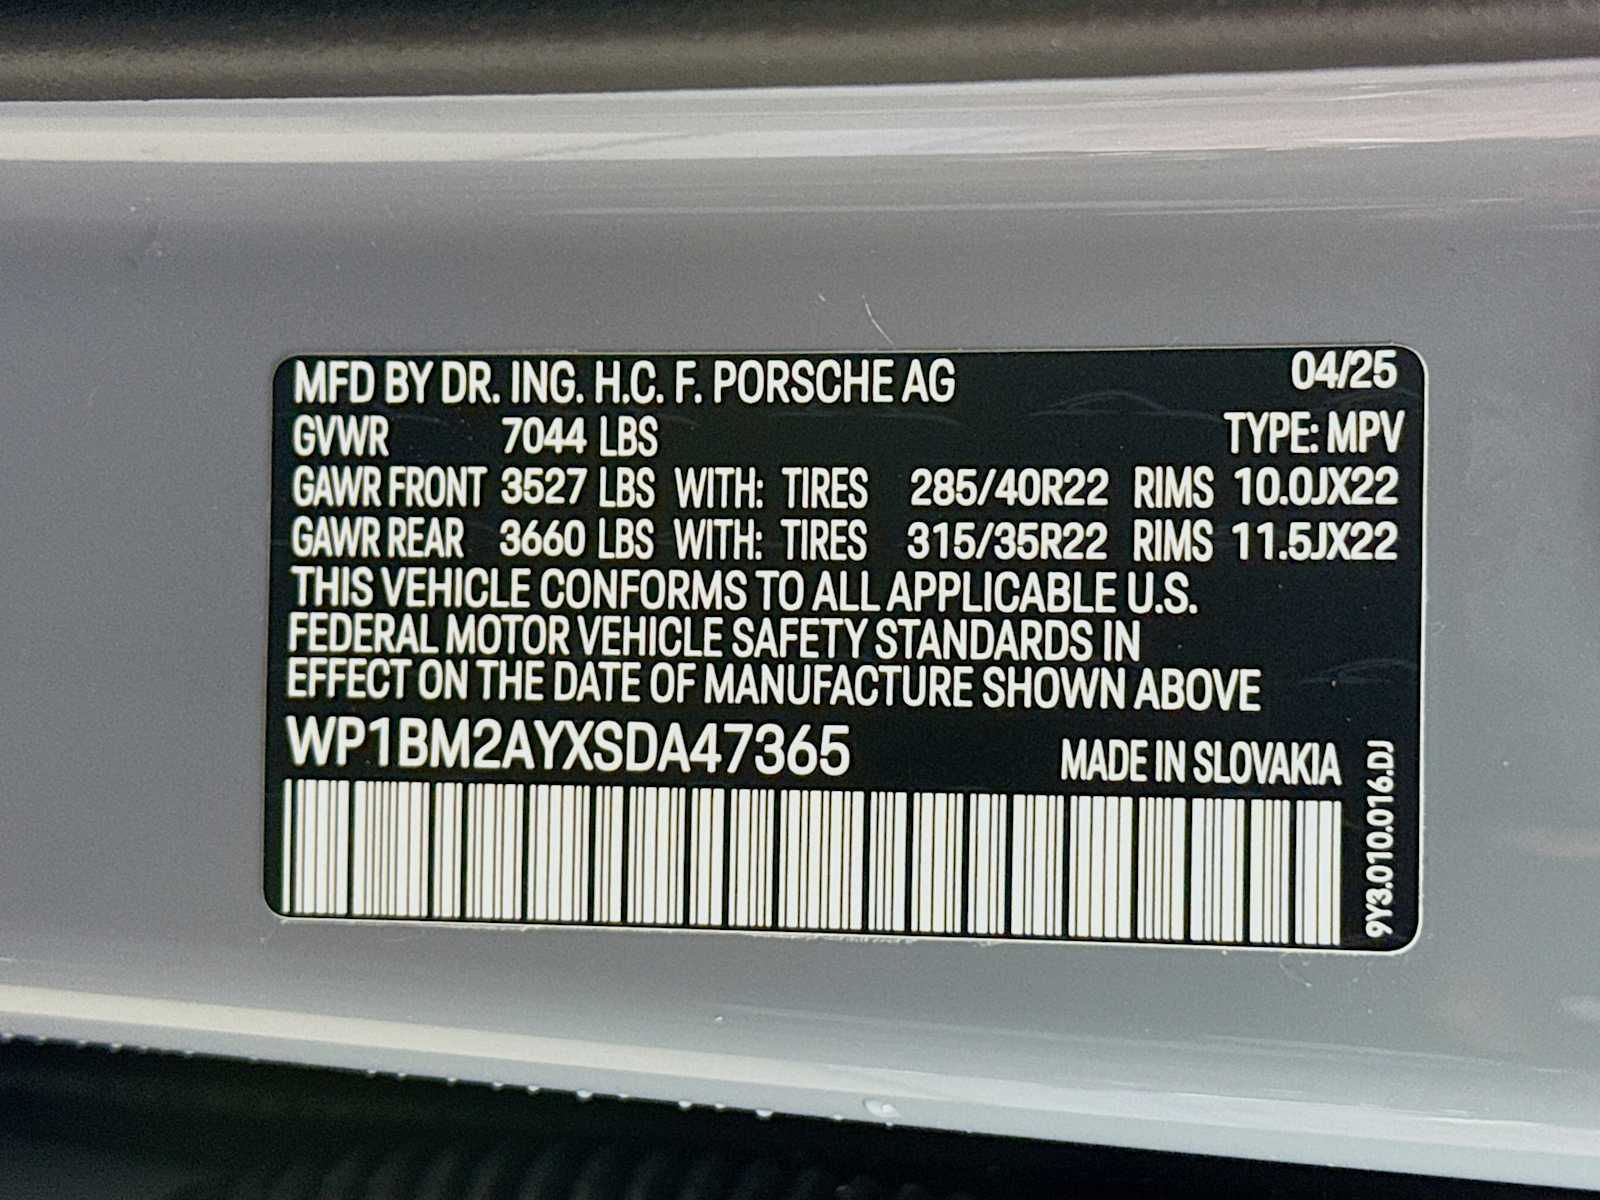 MFD BY DR. ING. H.C. F. PORSCHE AG 04/25
GVWR 7044 LBS TYPE: MPV
GAWR FRONT 3527 LBS WITH: TIRES 285/40R22 RIMS 10.0JX22
GAWR REAR 3660 LBS WITH: TIRES 315/35R22 RIMS 11.5JX22
THIS VEHICLE CONFORMS TO ALL APPLICABLE U.S.
FEDERAL MOTOR VEHICLE SAFETY STANDARDS IN
EFFECT ON THE DATE OF MANUFACTURE SHOWN ABOVE
WP1BM2AYXSDA47365 MADE IN SLOVAKIA
9Y3.010.016.DJ